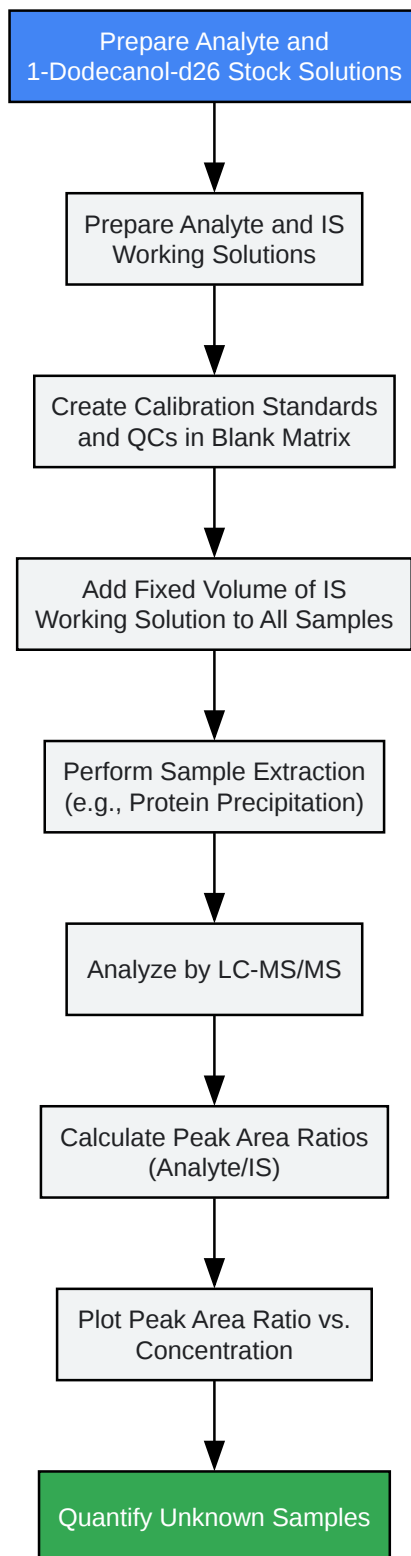 Prepare Analyte and
1-Dodecanol-d26 Stock Solutions
Prepare Analyte and IS
Working Solutions
Create Calibration Standards
and QCs in Blank Matrix
Add Fixed Volume of IS
Working Solution to All Samples
Perform Sample Extraction
(e.g., Protein Precipitation)
Analyze by LC-MS/MS
Calculate Peak Area Ratios
(Analyte/IS)
Plot Peak Area Ratio vs.
Concentration
Quantify Unknown Samples